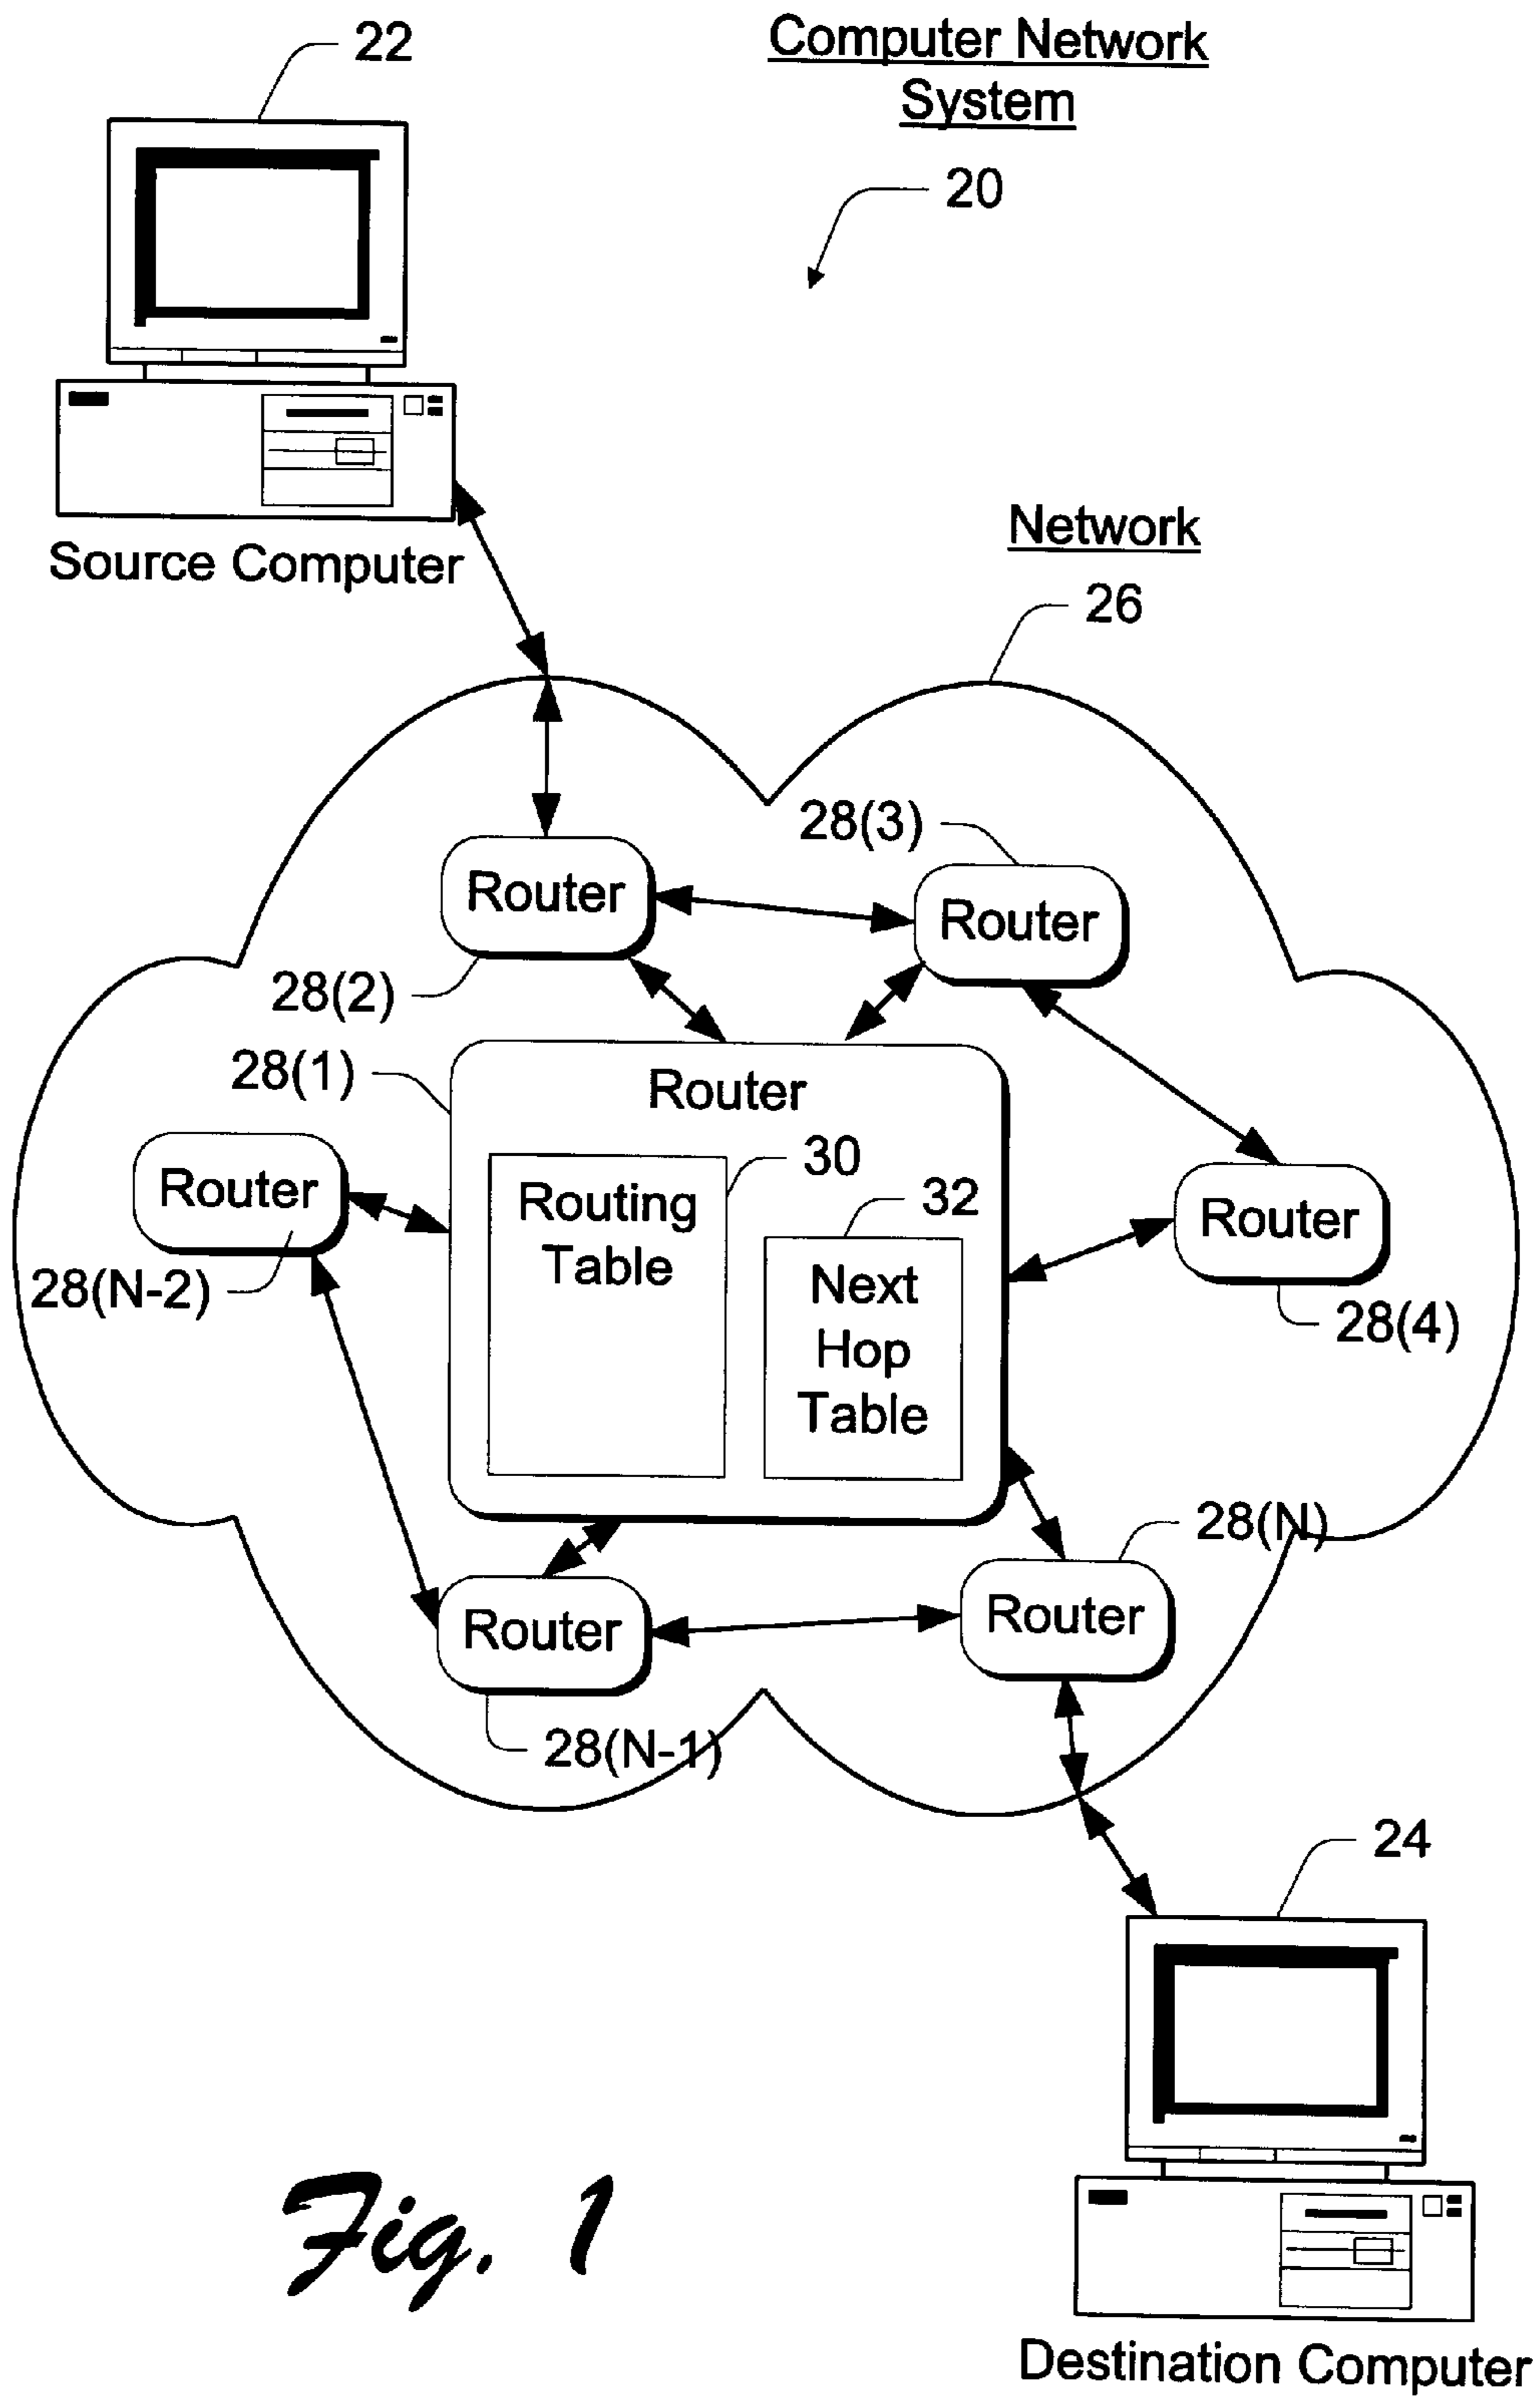 22
Computer Network
System
20
Source Computer
Network
26
28(3)
Router
Router
28(2)
28(1)
Router
30
Router
Routing
Table
32
Router
28(N-2)
Next
Hop
Table
28(4)
28(N)
Router
Router
28(N-1)
24
Fig. 1
Destination Computer